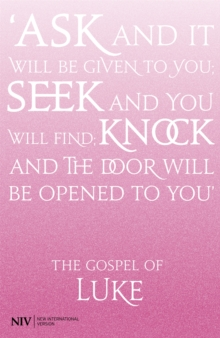 'ASK AND IT
WILL BE GIVEN TO YOU;
SEEK AND YOU
WILL FIND; KNOCK
AND THE DOOR WILL
BE OPENED TO YOU'
THE GOSPEL OF
LUKE
NIV NEW INTERNATIONAL
VERSION